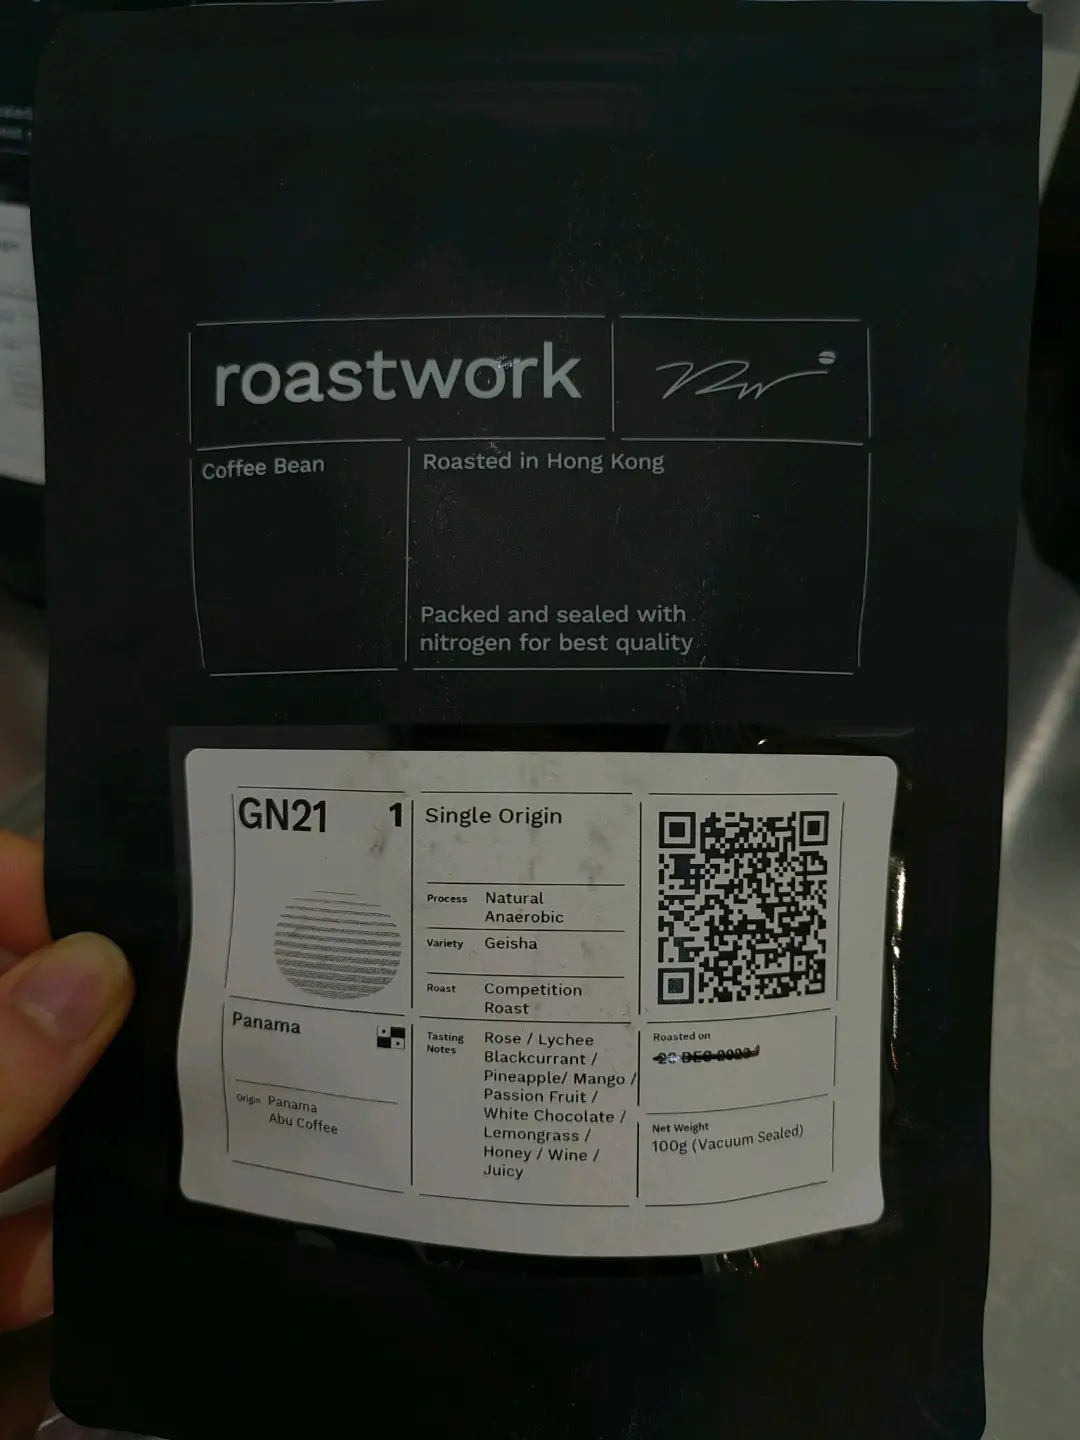 roastwork
Coffee Bean
Roasted in Hong Kong
Packed and sealed with
nitrogen for best quality
GN21 1
Single Origin
Process Natural
Anaerobic
Variety Geisha
Roast Competition
Roast
Panama
Origin Panama
Abu Coffee
Tasting
Notes
Rose / Lychee
Blackcurrant /
Pineapple/ Mango /
Passion Fruit /
White Chocolate /
Lemongrass /
Honey / Wine /
Juicy
Roasted on
DEC 2023
Net Weight
100g (Vacuum Sealed)